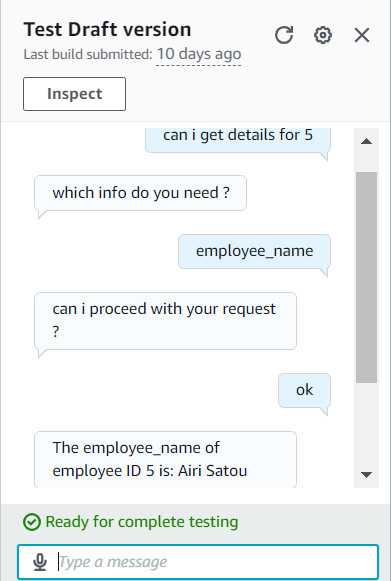 Test Draft version
Last build submitted: 10 days ago
Inspect
can i get details for 5
which info do you need ?
employee_name
can i proceed with your request
?
ok
The employee_name of
employee ID 5 is: Airi Satou
Ready for complete testing
Type a message